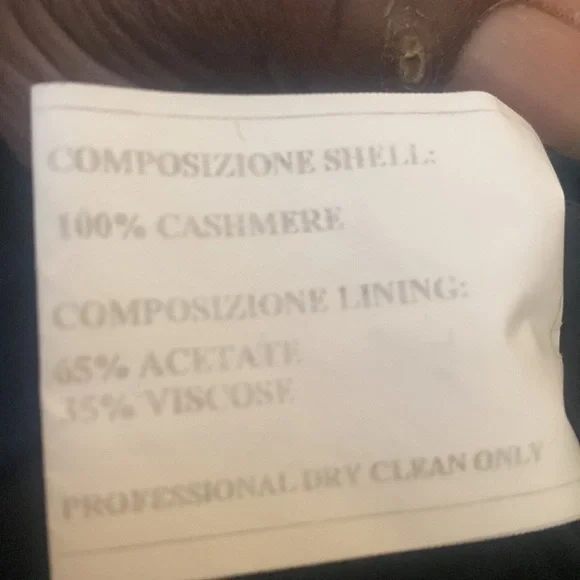 COMPOSIZIONE SHELL:
100% CASHMERE
COMPOSIZIONE LINING:
65% ACETATE
35% VISCOSE
PROFESSIONAL DRY CLEAN ONLY